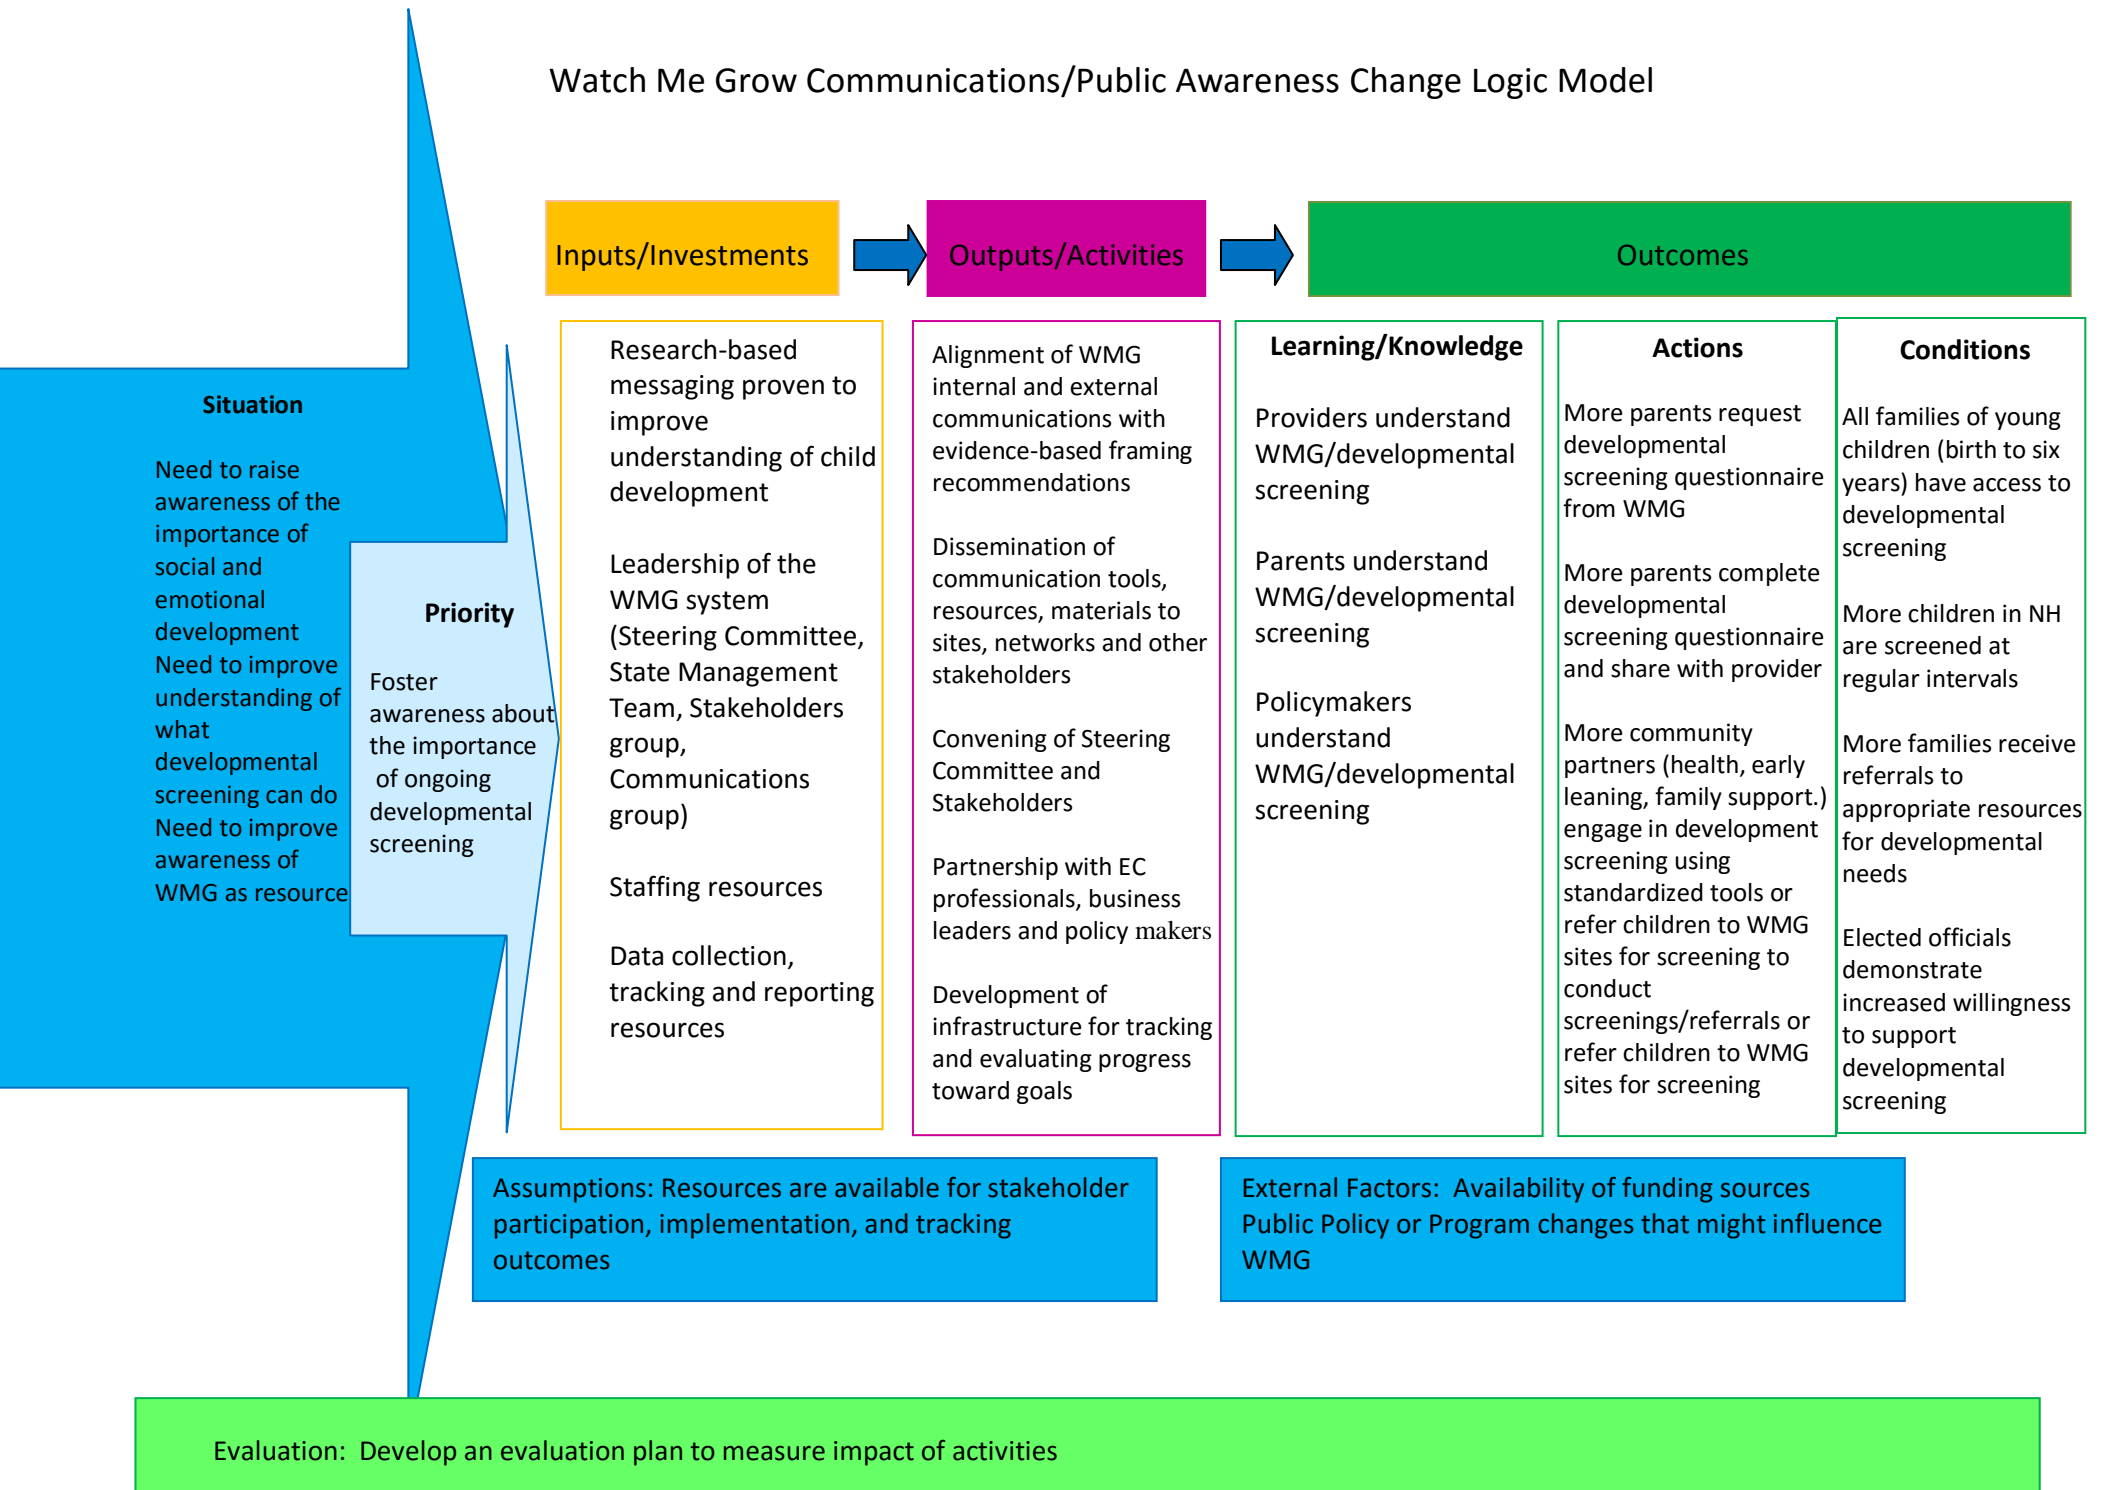 Watch Me Grow Communications/Public Awareness Change Logic Model
Inputs/Investments
Outputs/Activities
Outcomes
Situation
Need to raise
awareness of the
importance of
social and
emotional
development
Need to improve
understanding of
what
developmental
screening can do
Need to improve
awareness of
WMG as resource
Priority
Foster
awareness about
the importance
of ongoing
developmental
screening
Research-based
messaging proven to
improve
understanding of child
development
Leadership of the
WMG system
(Steering Committee,
State Management
Team, Stakeholders
group,
Communications
group)
Staffing resources
Data collection,
tracking and reporting
resources
Alignment of WMG
internal and external
communications with
evidence-based framing
recommendations
Dissemination of
communication tools,
resources, materials to
sites, networks and other
stakeholders
Convening of Steering
Committee and
Stakeholders
Partnership with EC
professionals, business
leaders and policy makers
Development of
infrastructure for tracking
and evaluating progress
toward goals
Learning/Knowledge
Providers understand
WMG/developmental
screening
Parents understand
WMG/developmental
screening
Policymakers
understand
WMG/developmental
screening
Actions
More parents request
developmental
screening questionnaire
from WMG
More parents complete
developmental
screening questionnaire
and share with provider
More community
partners (health, early
leaning, family support.)
engage in development
screening using
standardized tools or
refer children to WMG
sites for screening to
conduct
screenings/referrals or
refer children to WMG
sites for screening
Conditions
All families of young
children (birth to six
years) have access to
developmental
screening
More children in NH
are screened at
regular intervals
More families receive
referrals to
appropriate resources
for developmental
needs
Elected officials
demonstrate
increased willingness
to support
developmental
screening
Assumptions: Resources are available for stakeholder
participation, implementation, and tracking
outcomes
External Factors:  Availability of funding sources
Public Policy or Program changes that might influence
WMG
Evaluation:  Develop an evaluation plan to measure impact of activities